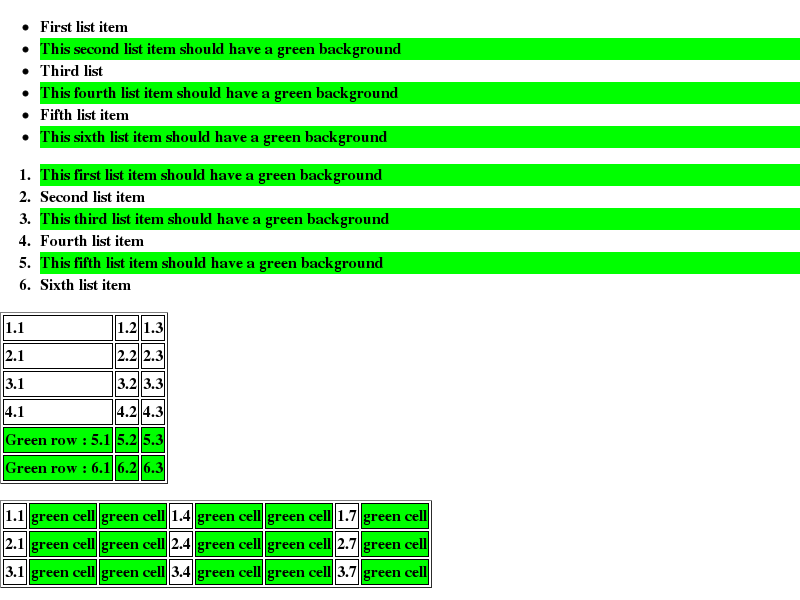 • First list item
• This second list item should have a green background
• Third list
• This fourth list item should have a green background
• Fifth list item
• This sixth list item should have a green background
1. This first list item should have a green background
2. Second list item
3. This third list item should have a green background
4. Fourth list item
5. This fifth list item should have a green background
6. Sixth list item
1.1 1.2 1.3
2.1 2.2 2.3
3.1 3.2 3.3
4.1 4.2 4.3
Green row : 5.1 5.2 5.3
Green row : 6.1 6.2 6.3
1.1 green cell green cell 1.4 green cell green cell 1.7 green cell
2.1 green cell green cell 2.4 green cell green cell 2.7 green cell
3.1 green cell green cell 3.4 green cell green cell 3.7 green cell